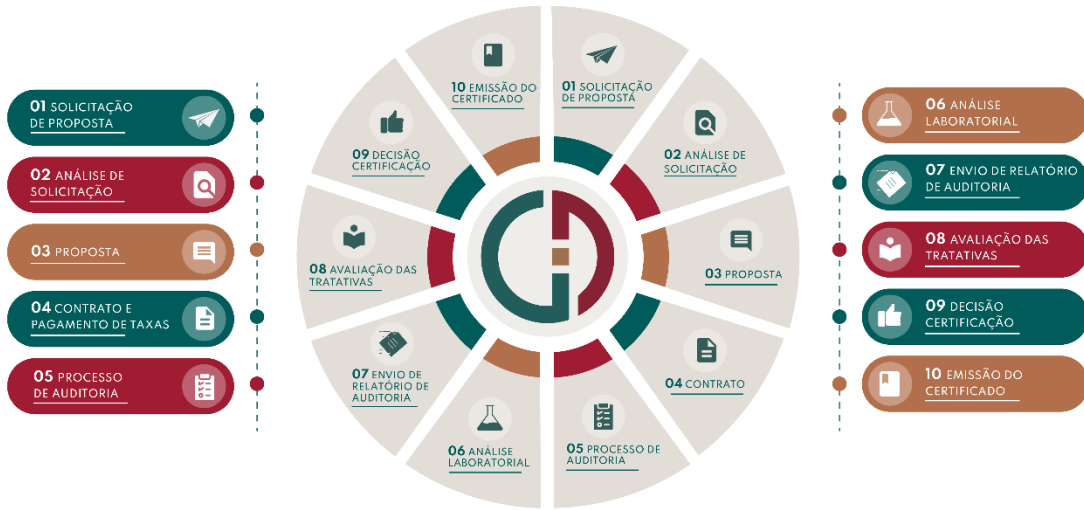 01 SOLICITAÇÃO
DE PROPOSTA
02 ANÁLISE DE
SOLICITAÇÃO
03 PROPOSTA
04 CONTRATO E
PAGAMENTO DE TAXAS
05 PROCESSO
DE AUDITORIA
01 SOLICITAÇÃO
DE PROPOSTA
02 ANÁLISE DE
SOLICITAÇÃO
03 PROPOSTA
04 CONTRATO
05 PROCESSO DE
AUDITORIA
06 ANÁLISE
LABORATORIAL
07 ENVIO DE
RELATÓRIO DE
AUDITORIA
08 AVALIAÇÃO DAS
TRATATIVAS
09 DECISÃO
CERTIFICAÇÃO
10 EMISSÃO DO
CERTIFICADO
06 ANÁLISE
LABORATORIAL
07 ENVIO DE RELATÓRIO
DE AUDITORIA
08 AVALIAÇÃO DAS
TRATATIVAS
09 DECISÃO
CERTIFICAÇÃO
10 EMISSÃO DO
CERTIFICADO